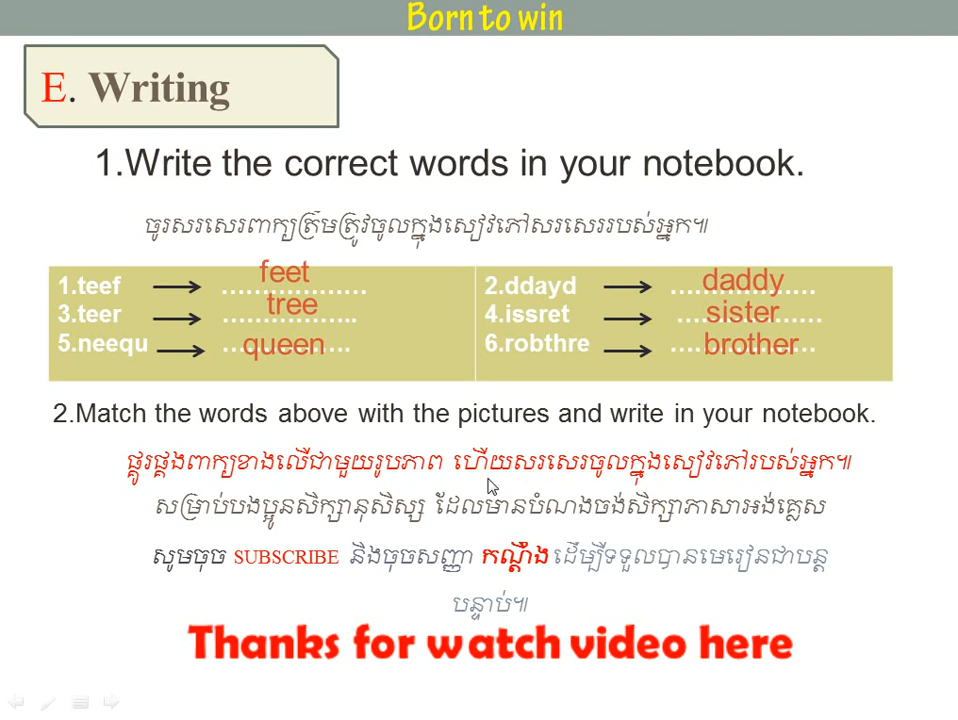 Born to win
E. Writing
1.Write the correct words in your notebook.
ចូរសរសេរពាក្យត្រឹមត្រូវចូលក្នុងសៀវភៅសរសេររបស់អ្នក៕
1.teef ……………… feet 2.ddayd ……………… daddy
3.teer …………….. tree 4.issret ……………… sister
5.neequ ……………. queen 6.robthre ……………… brother
2.Match the words above with the pictures and write in your notebook.
ផ្គូរផ្គងពាក្យខាងលើជាមួយរូបភាព ហើយសរសេរចូលក្នុងសៀវភៅរបស់អ្នក៕
សម្រាប់បងប្អូនសិក្សានុសិស្ស ដែលមានបំណងចង់សិក្សាភាសាអង់គ្លេស
សូមចុច SUBSCRIBE និងចុចសញ្ញា កណ្តឹង ដើម្បីទទួលបានមេរៀនជាបន្ត
បន្ទាប់៕
Thanks for watch video here